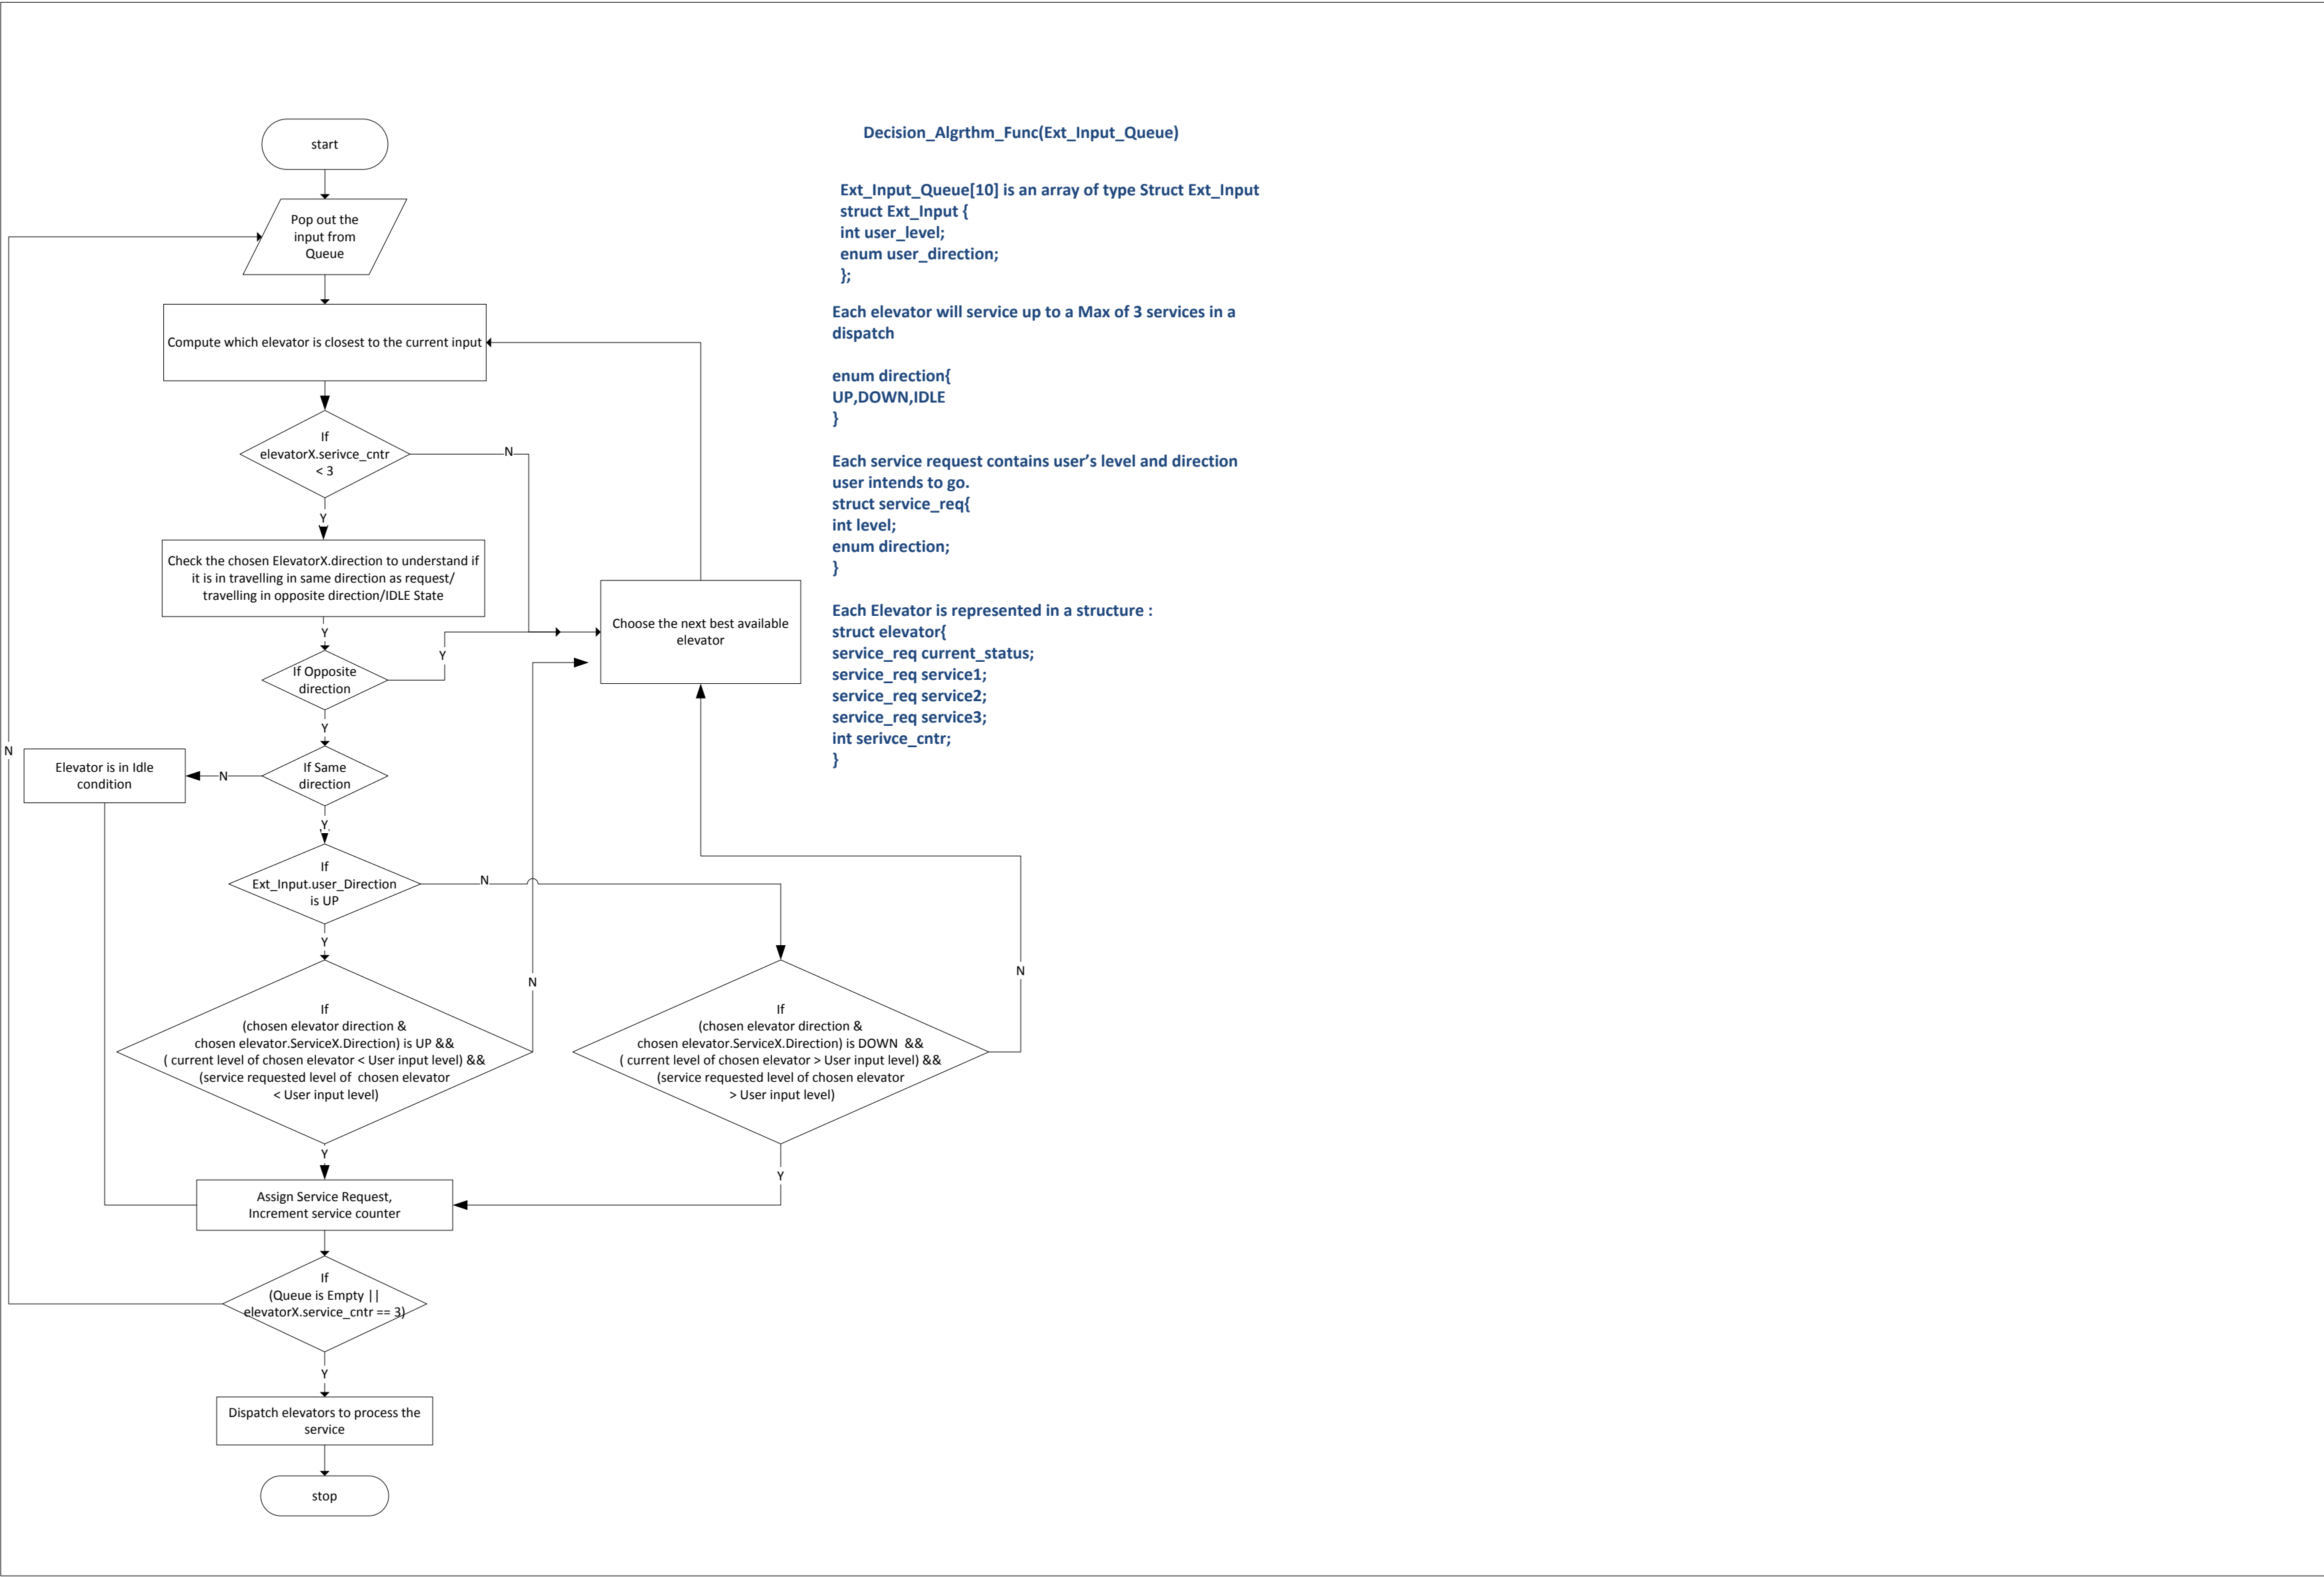 start
Pop out the
input from
Queue
Compute which elevator is closest to the current input
If
elevatorX.serivce_cntr
< 3
N
Y
Check the chosen ElevatorX.direction to understand if
it is in travelling in same direction as request/
travelling in opposite direction/IDLE State
Y
If Opposite
direction
Y
Y
Choose the next best available
elevator
If Same
direction
N
Elevator is in Idle
condition
N
Y
If
Ext_Input.user_Direction
is UP
N
Y
If
(chosen elevator direction &
chosen elevator.ServiceX.Direction) is UP &&
( current level of chosen elevator < User input level) &&
(service requested level of  chosen elevator
< User input level)
N
Y
If
(chosen elevator direction &
chosen elevator.ServiceX.Direction) is DOWN  &&
( current level of chosen elevator > User input level) &&
(service requested level of chosen elevator
> User input level)
N
Y
Assign Service Request,
Increment service counter
If
(Queue is Empty ||
elevatorX.service_cntr == 3)
Y
Dispatch elevators to process the
service
stop
Decision_Algrthm_Func(Ext_Input_Queue)
Ext_Input_Queue[10] is an array of type Struct Ext_Input
struct Ext_Input {
int user_level;
enum user_direction;
};
Each elevator will service up to a Max of 3 services in a
dispatch
enum direction{
UP,DOWN,IDLE
}
Each service request contains user’s level and direction
user intends to go.
struct service_req{
int level;
enum direction;
}
Each Elevator is represented in a structure :
struct elevator{
service_req current_status;
service_req service1;
service_req service2;
service_req service3;
int serivce_cntr;
}